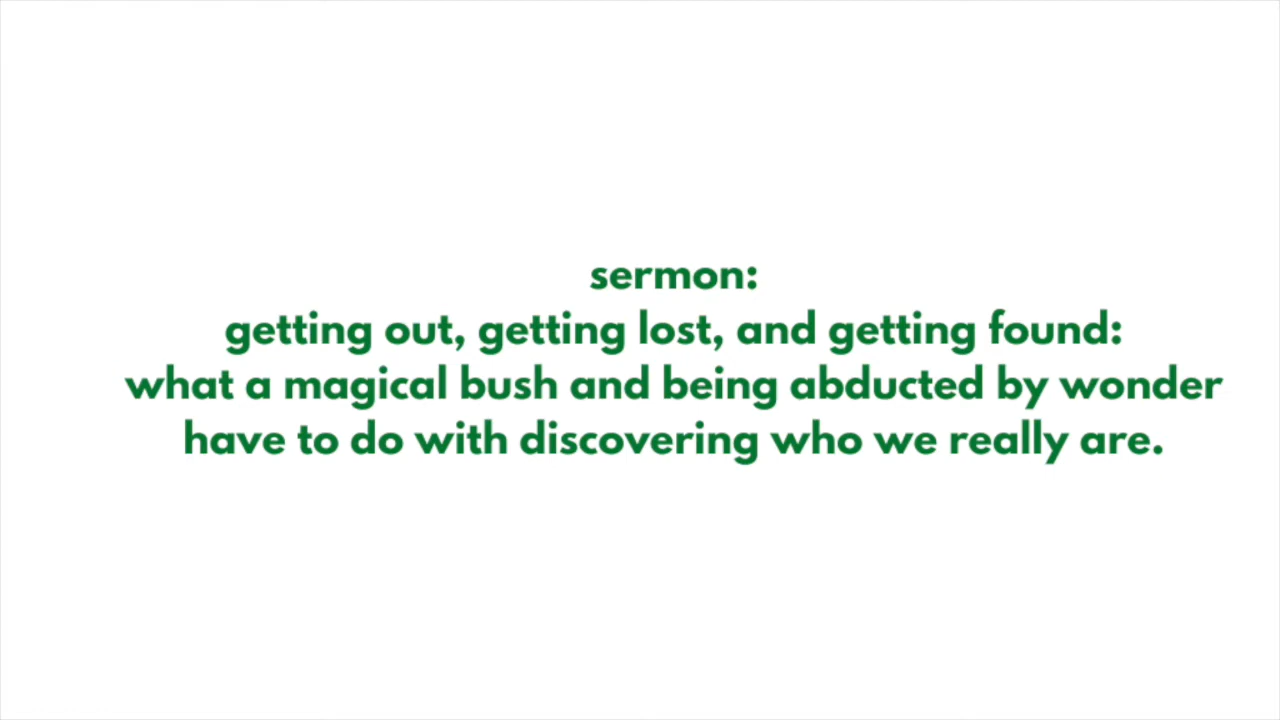 sermon:
getting out, getting lost, and getting found:
what a magical bush and being abducted by wonder
have to do with discovering who we really are.